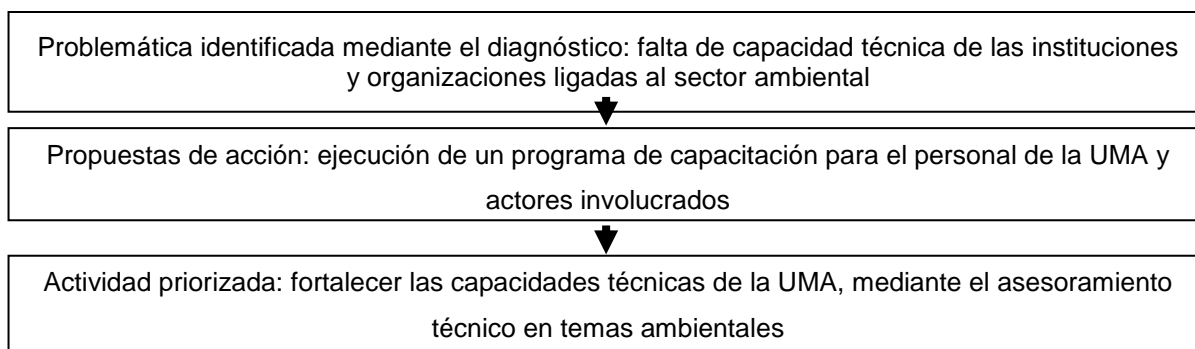 Problemática identificada mediante el diagnóstico: falta de capacidad técnica de las instituciones
y organizaciones ligadas al sector ambiental
Propuestas de acción: ejecución de un programa de capacitación para el personal de la UMA y
actores involucrados
Actividad priorizada: fortalecer las capacidades técnicas de la UMA, mediante el asesoramiento
técnico en temas ambientales